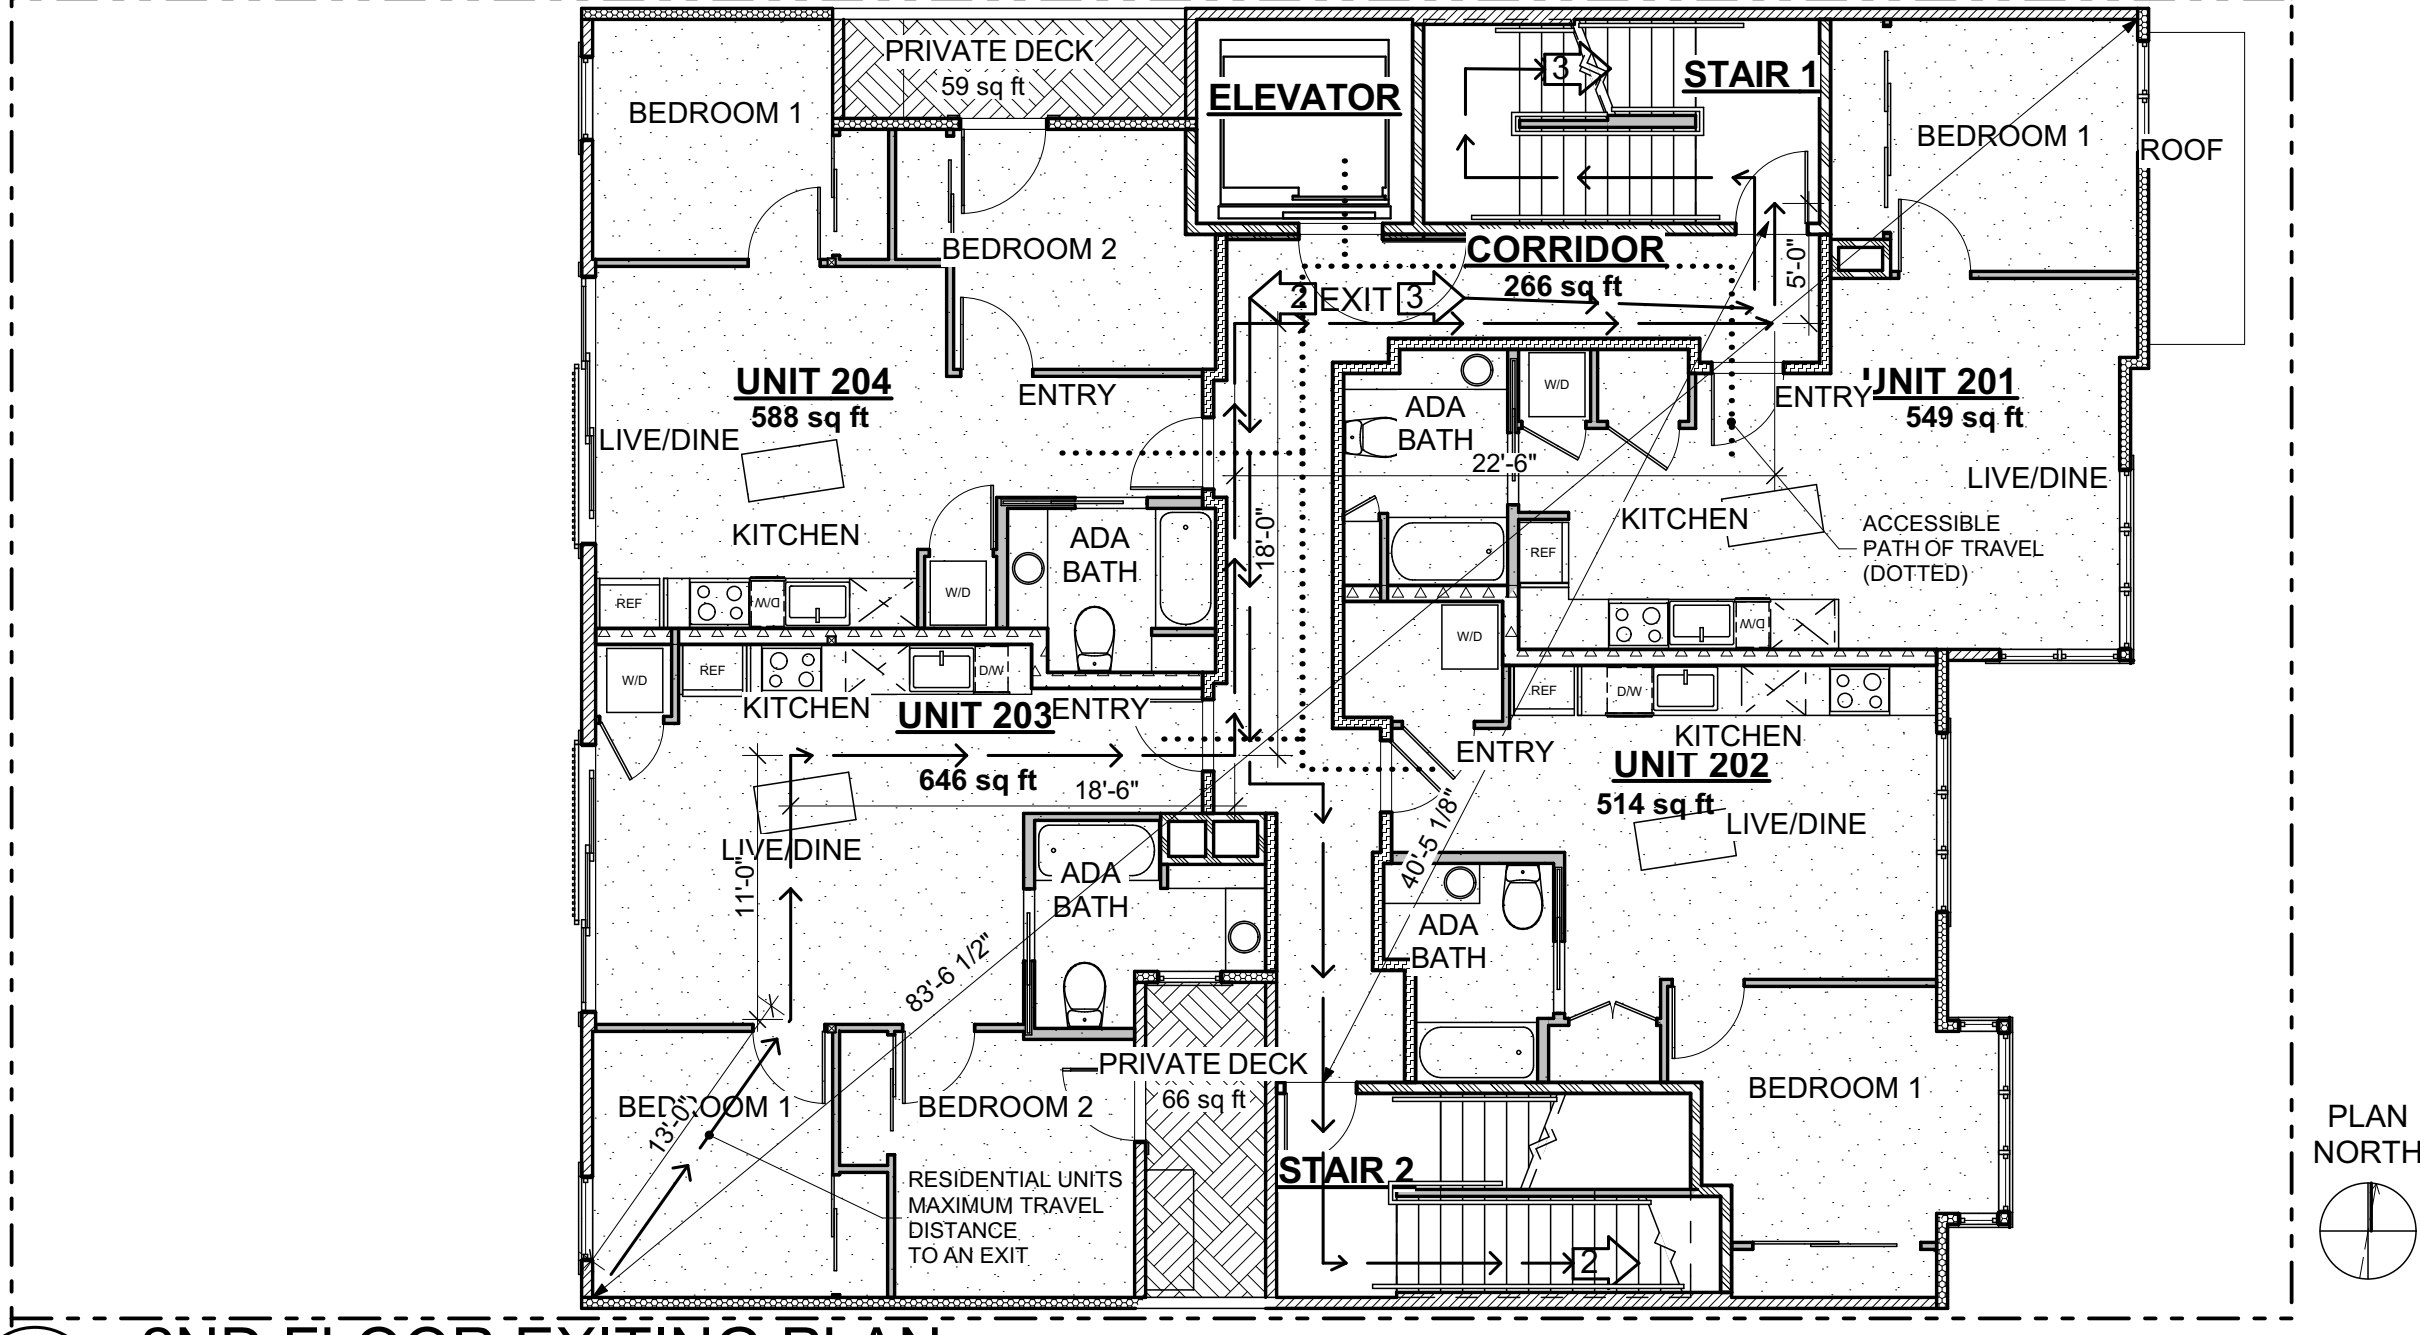 PRIVATE DECK
59 sq ft
ELEVATOR
3
STAIR 1
BEDROOM 1
BEDROOM 1
ROOF
BEDROOM 2
CORRIDOR
266 sq ft
5'-0"
2 EXIT 3
UNIT 204
588 sq ft
ENTRY
LIVE/DINE
KITCHEN
ADA
BATH
REF
D/W
W/D
18'-0"
ADA
BATH
W/D
22'-6"
ENTRY
UNIT 201
549 sq ft
LIVE/DINE
KITCHEN
ACCESSIBLE
PATH OF TRAVEL
(DOTTED)
REF
D/W
W/D
W/D
REF
D/W
KITCHEN
UNIT 203
ENTRY
646 sq ft
18'-6"
LIVE/DINE
11'-0"
ADA
BATH
83'-6 1/2"
REF
D/W
ENTRY
KITCHEN
UNIT 202
514 sq ft
LIVE/DINE
40'-5 1/8"
ADA
BATH
BEDROOM 1
13'-0"
BEDROOM 2
PRIVATE DECK
66 sq ft
RESIDENTIAL UNITS
MAXIMUM TRAVEL
DISTANCE
TO AN EXIT
STAIR 2
2
BEDROOM 1
PLAN
NORTH
2ND FLOOR EXITING PLAN